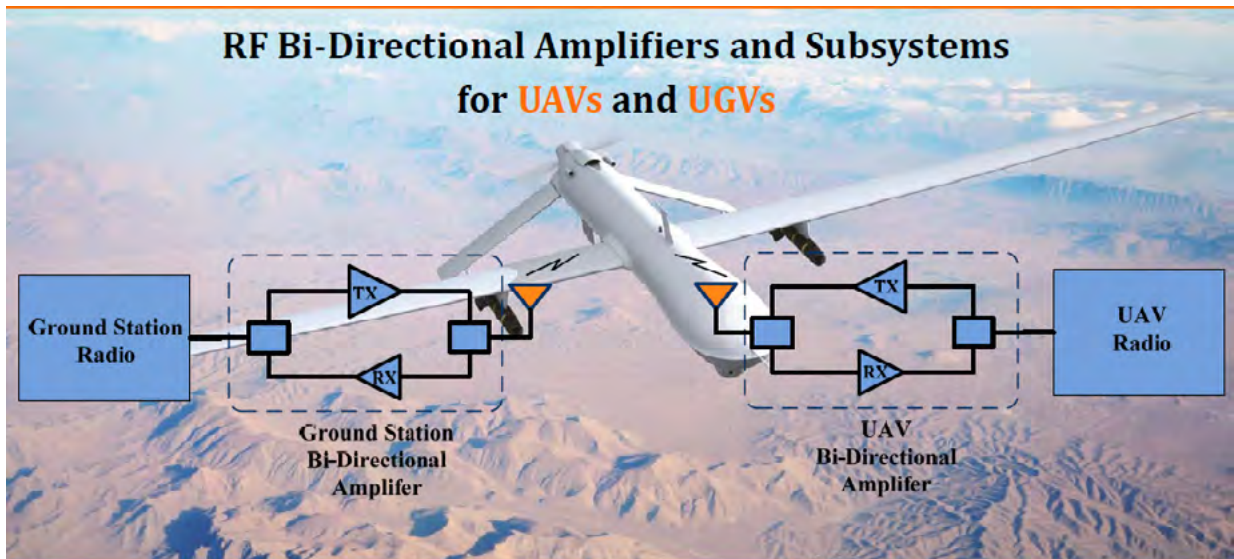 RF Bi-Directional Amplifiers and Subsystems
for UAVs and UGVs
TX
RX
Ground Station
Radio
Ground Station
Bi-Directional
Amplifer
TX
RX
UAV
Radio
UAV
Bi-Directional
Amplifer